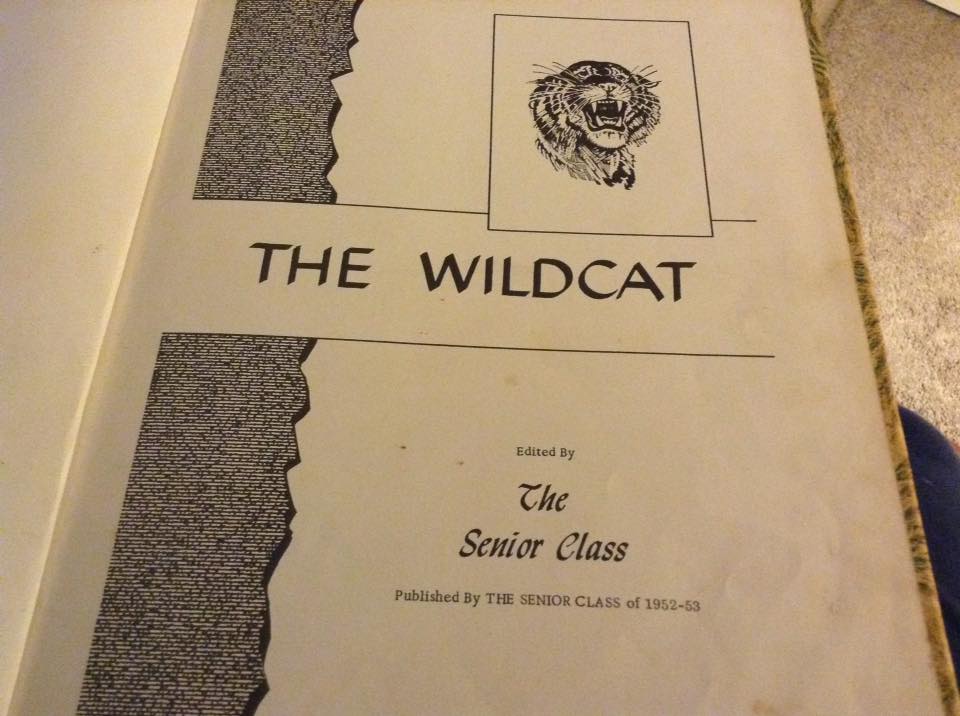 THE WILDCAT
Edited By
The
Senior Class
Published By THE SENIOR CLASS of 1952-53